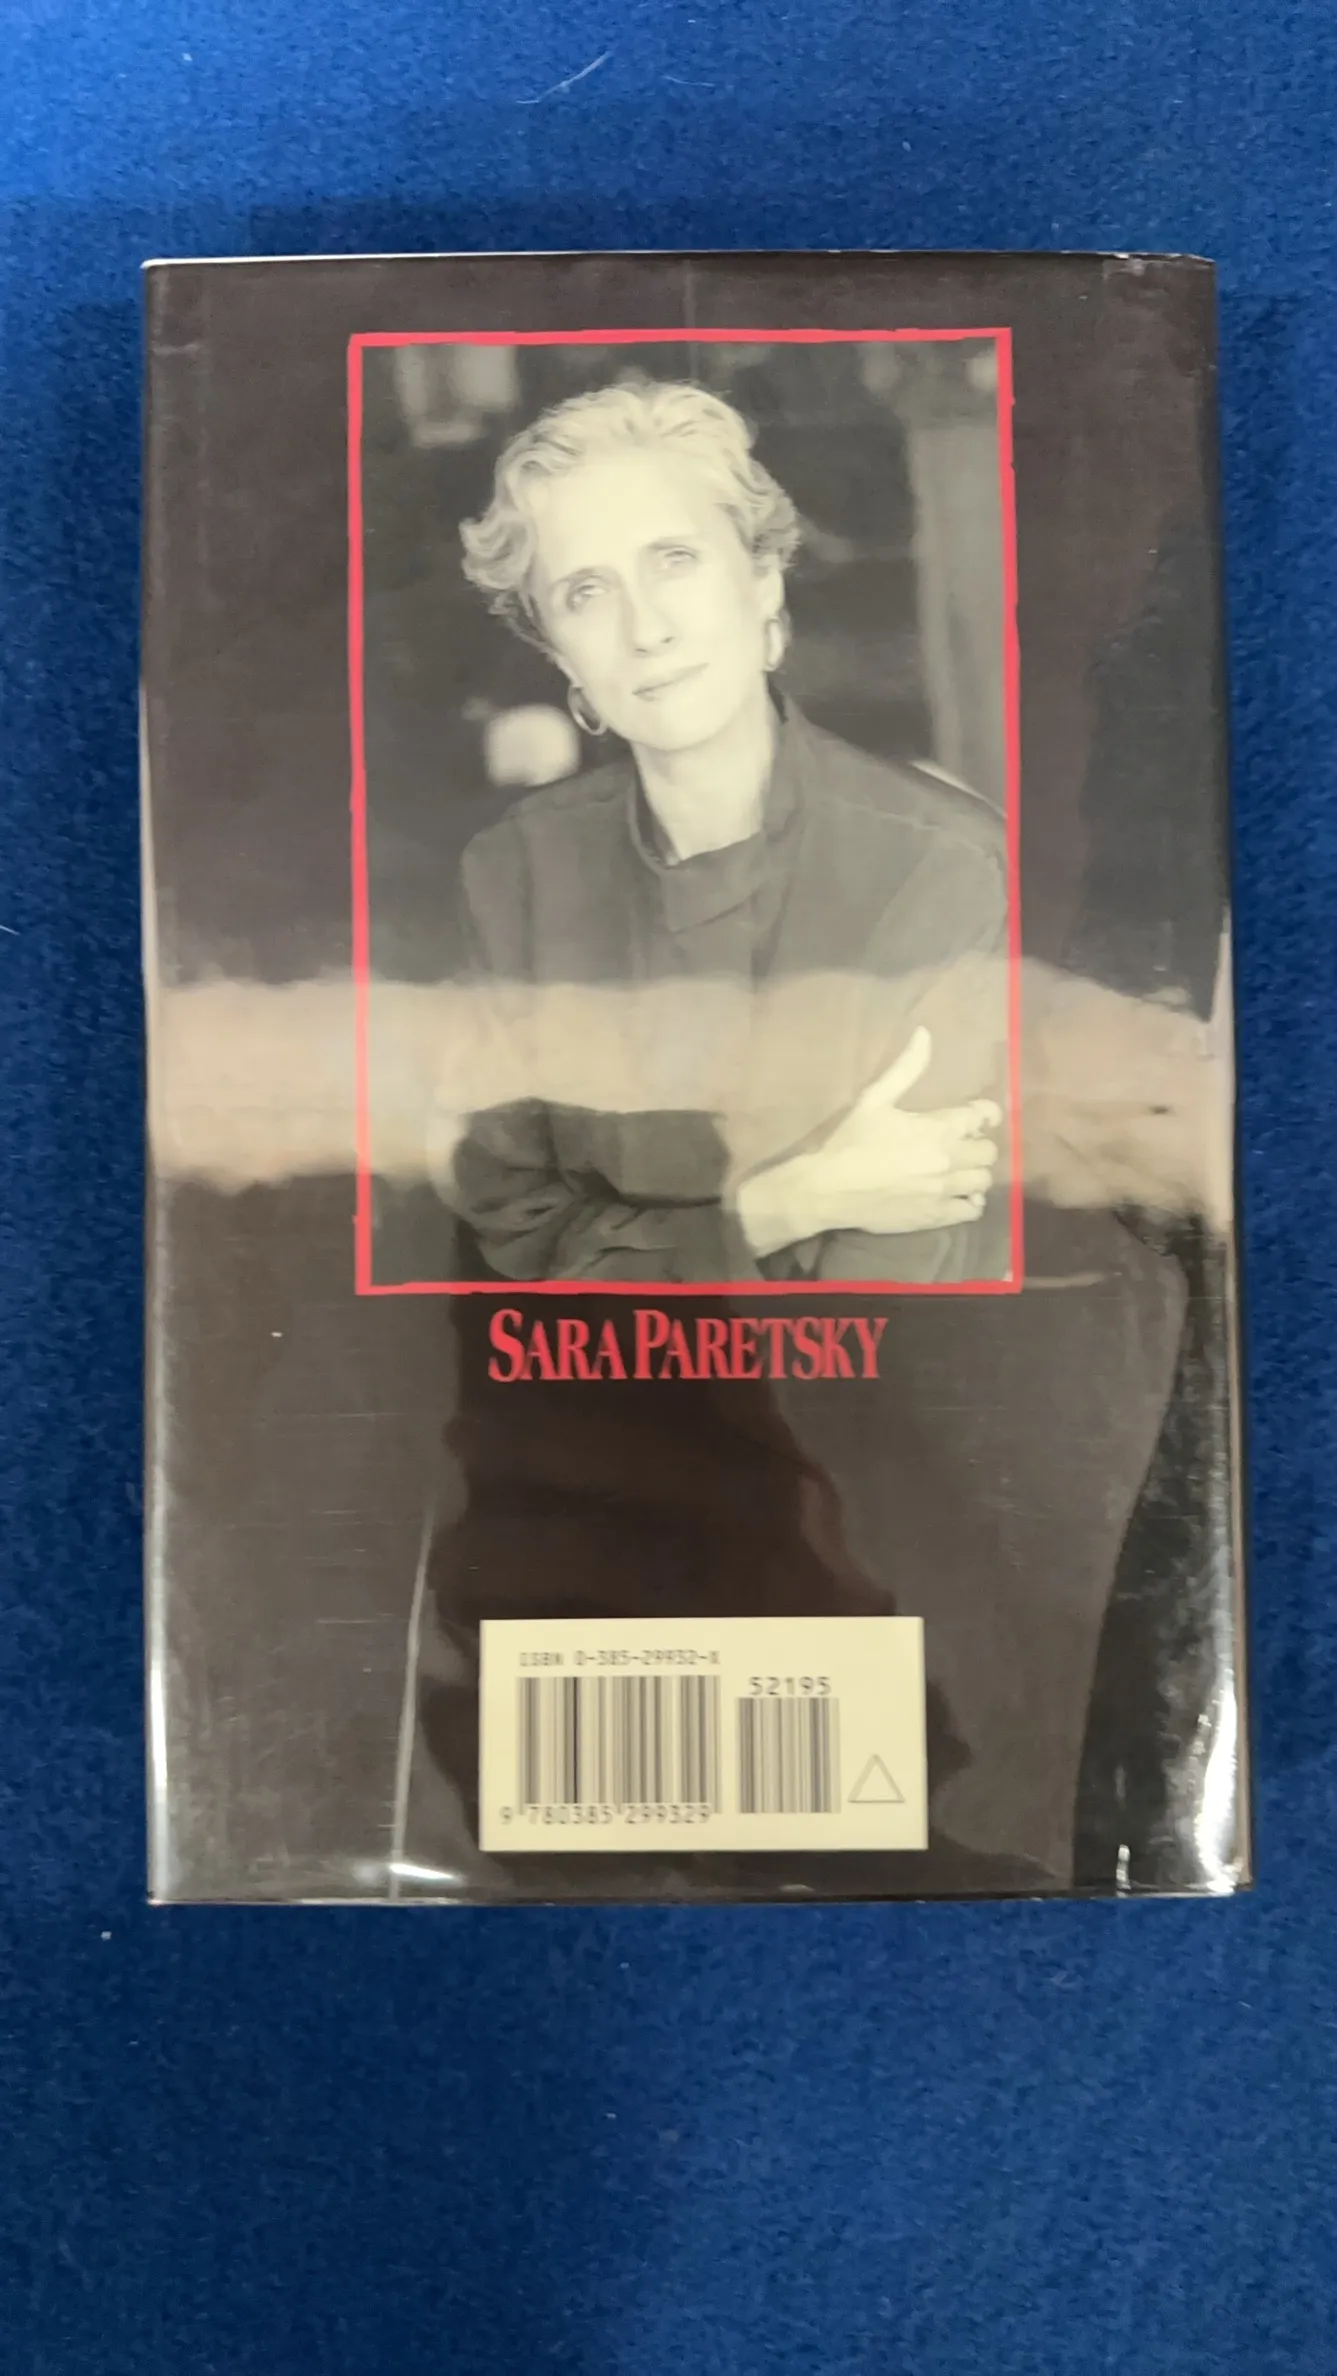 SARA PARETSKY
ISBN 0-385-29932-X
52195
9 780385 299329